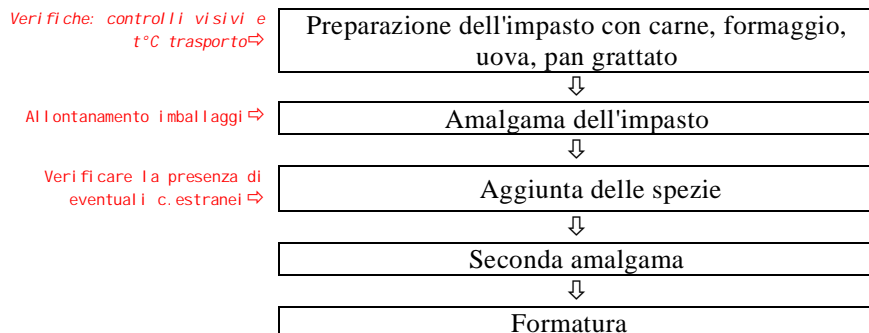 Verifiche: controlli visivi e
t°C trasporto⇨
Preparazione dell'impasto con carne, formaggio,
uova, pan grattato
⇩
Allontanamento imballaggi⇨
Amalgama dell'impasto
⇩
Verificare la presenza di
eventuali c.estranei⇨
Aggiunta delle spezie
⇩
Seconda amalgama
⇩
Formatura